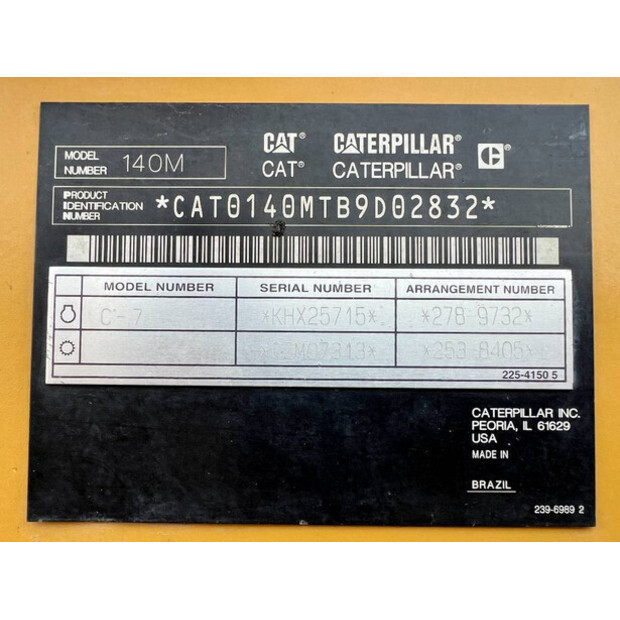 MODEL NUMBER 140M
CAT® CATERPILLAR® C
CAT® CATERPILLAR®
PRODUCT IDENTIFICATION NUMBER *CAT0140MTB9D02832*
MODEL NUMBER SERIAL NUMBER ARRANGEMENT NUMBER
C-7 *KHX25715* *278 9732*
*253 8405*
225-4150 5
CATERPILLAR INC.
PEORIA, IL 61629
USA
MADE IN
BRAZIL
239-6989 2